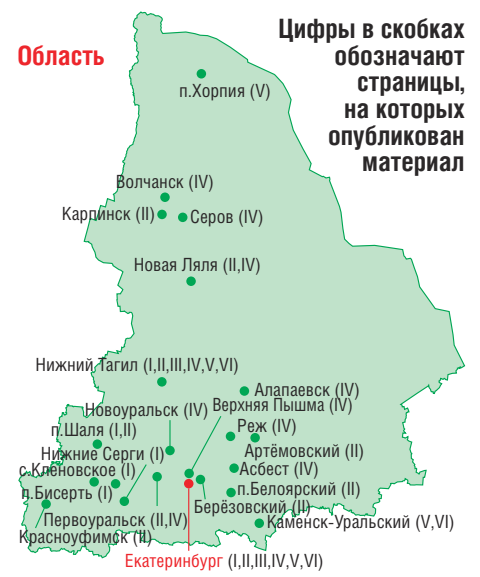 Область
Цифры в скобках
обозначают
страницы,
на которых
опубликован
материал
п.Хорпия (V)
Волчанск (IV)
Карпинск (II)
Серов (IV)
Новая Ляля (II,IV)
Нижний Тагил (I,II,III,IV,V,VI)
Алапаевск (IV)
Новоуральск (IV)
Верхняя Пышма (IV)
п.Шаля (I,II)
Реж (IV)
Артёмовский (II)
Нижние Серги (I)
Асбест (IV)
с.Клёновское (I)
п.Белоярский (II)
п.Бисерть (I)
Берёзовский (II)
Первоуральск (II,IV)
Каменск-Уральский (V,VI)
Красноуфимск (II)
Екатеринбург (I,II,III,IV,V,VI)